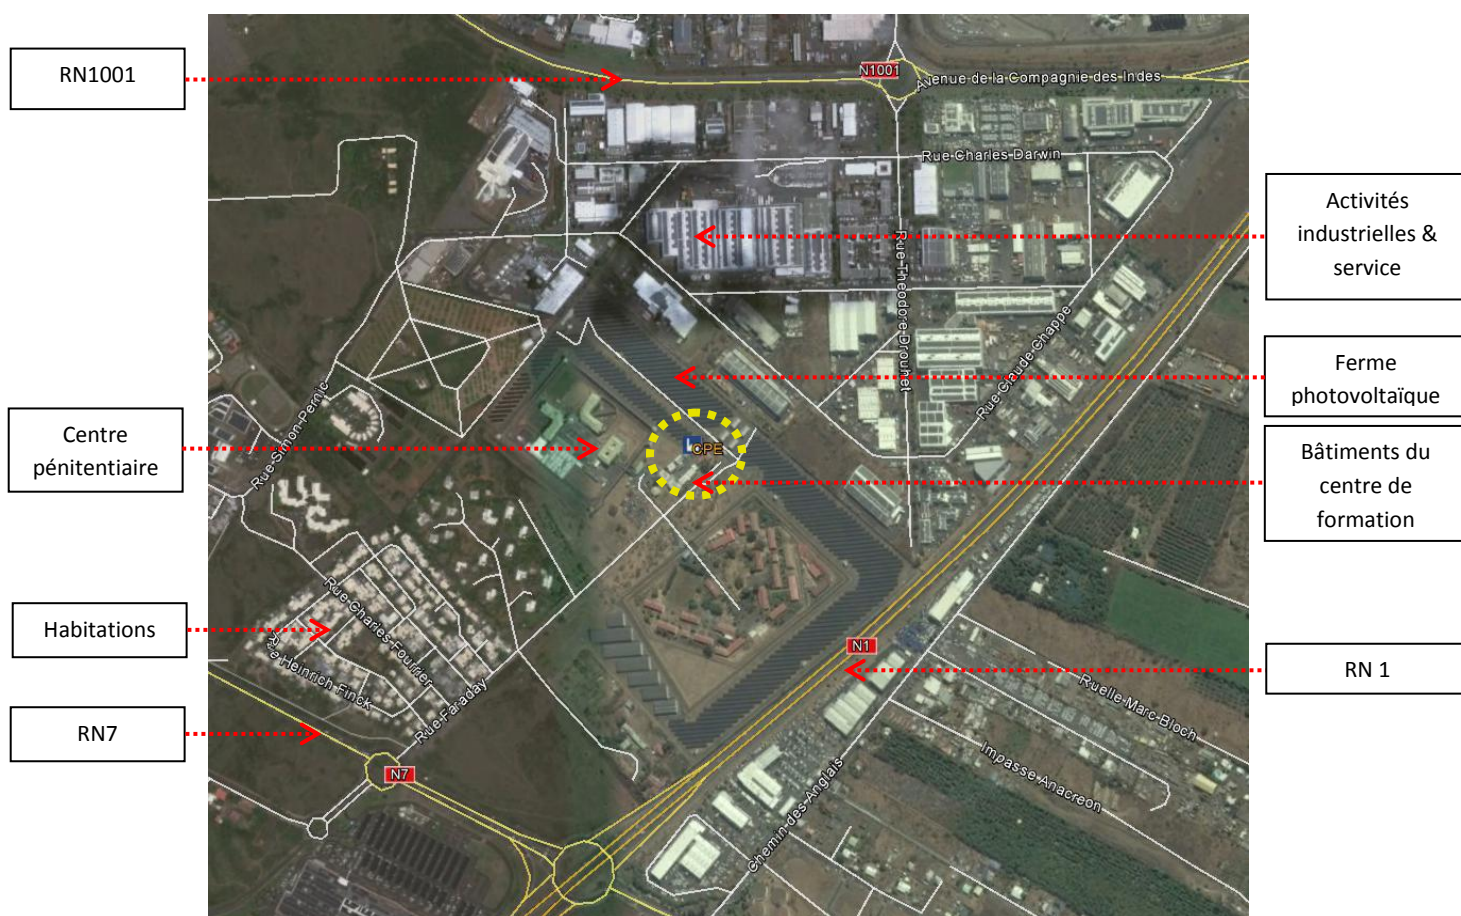 RN1001
N1001
Avenue de la Compagnie des Indes
Rue Charles Darwin
Activités
industrielles &
service
Rue Théodore Drouhet
Rue Claude Chappe
Ferme
photovoltaïque
Rue Simon Pernic
Centre
pénitentiaire
CPE
Bâtiments du
centre de
formation
Habitations
Rue Charles Fourrer
Rue Heinrich Finck
Rue Faraday
N1
RN 1
RN7
N7
Ruelle Marc Bloch
Impasse Anacreon
Chemin des Anglais